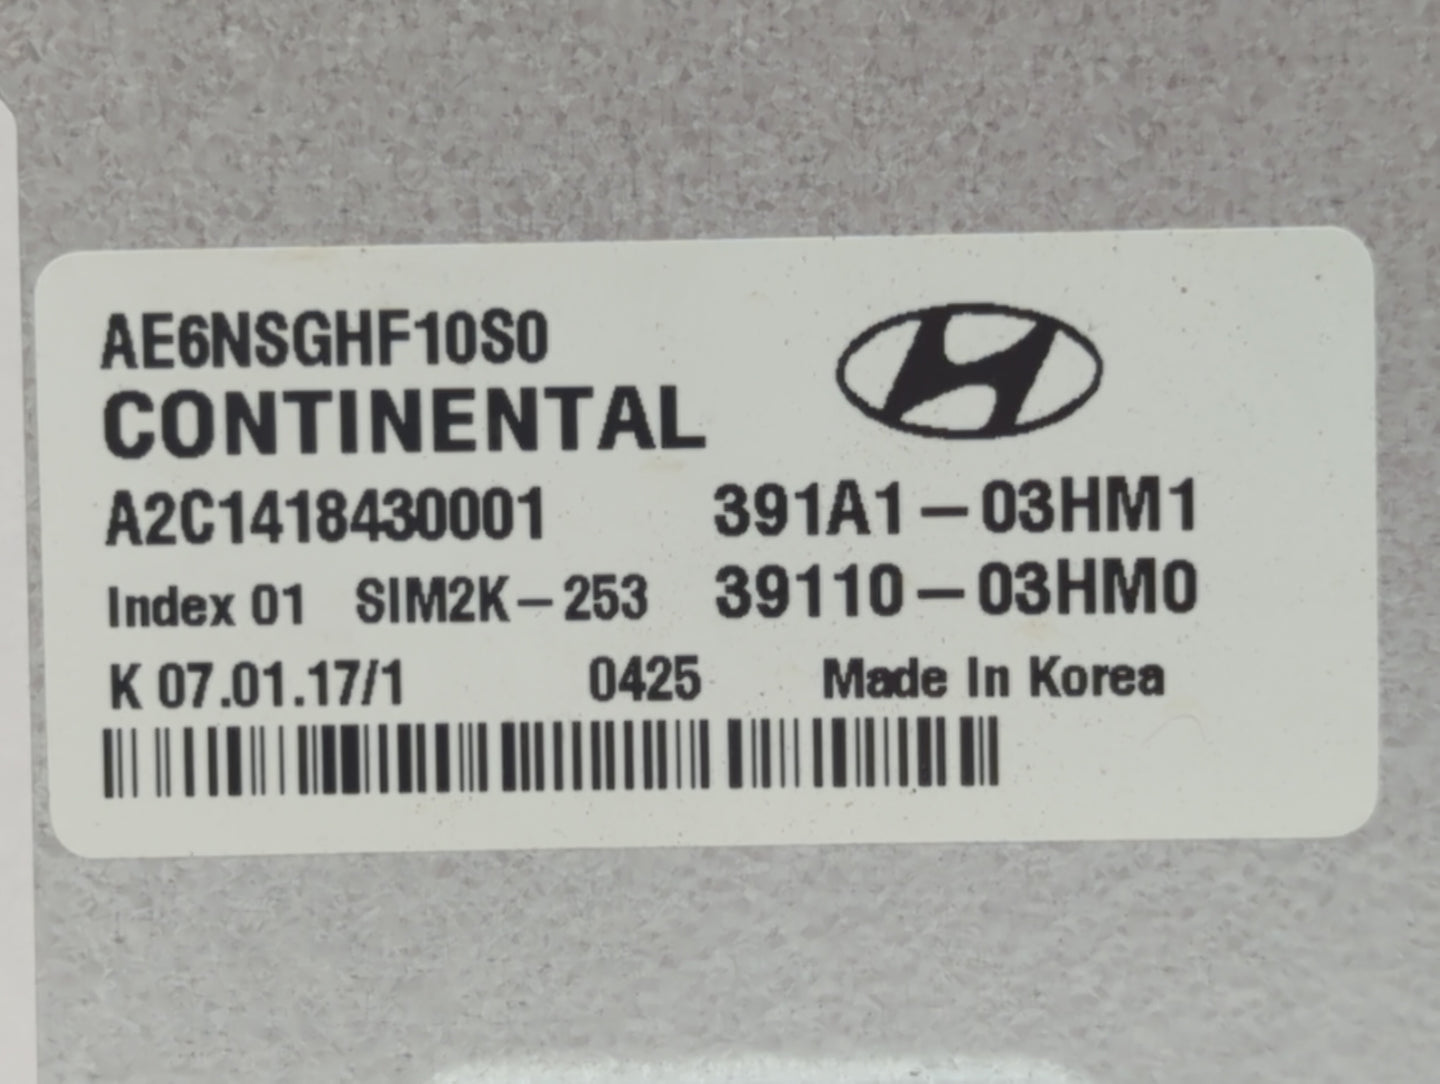 AE6NSGHF10S0
CONTINENTAL
A2C1418430001 391A1-03HM1
Index 01 SIM2K-253 39110-03HM0
K 07.01.17/1 0425 Made In Korea